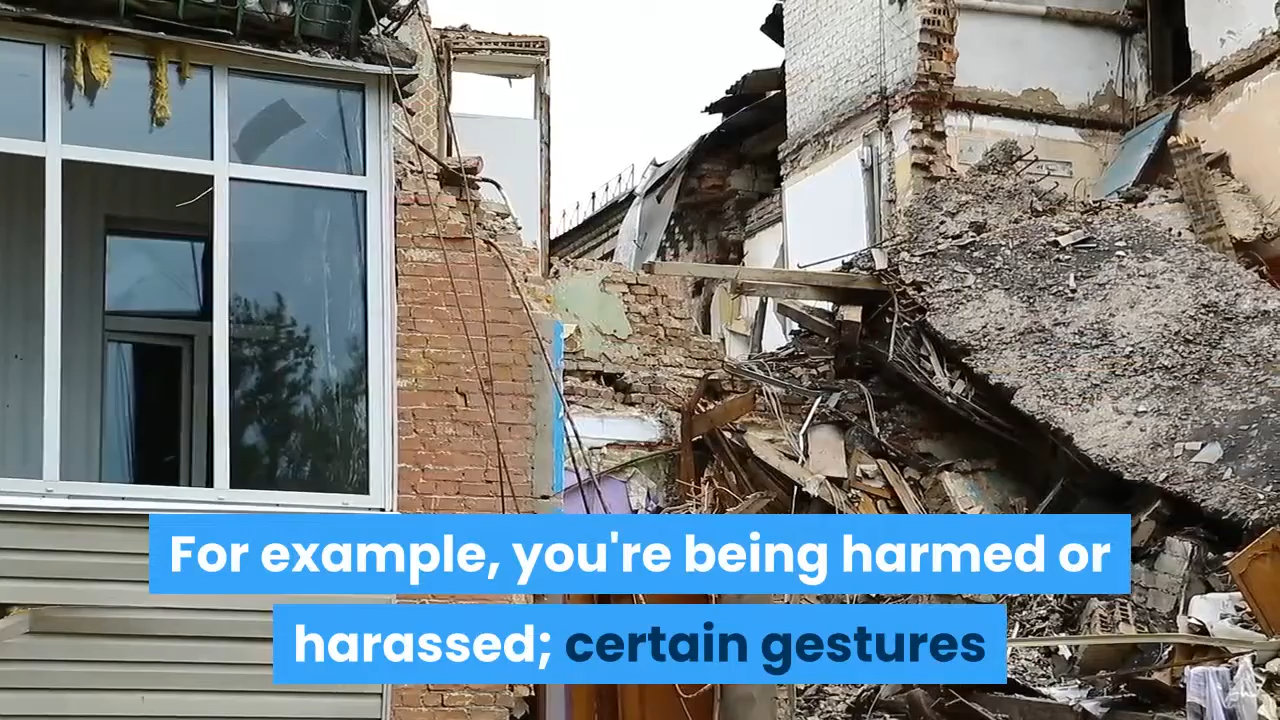 For example, you're being harmed or
harassed; certain gestures